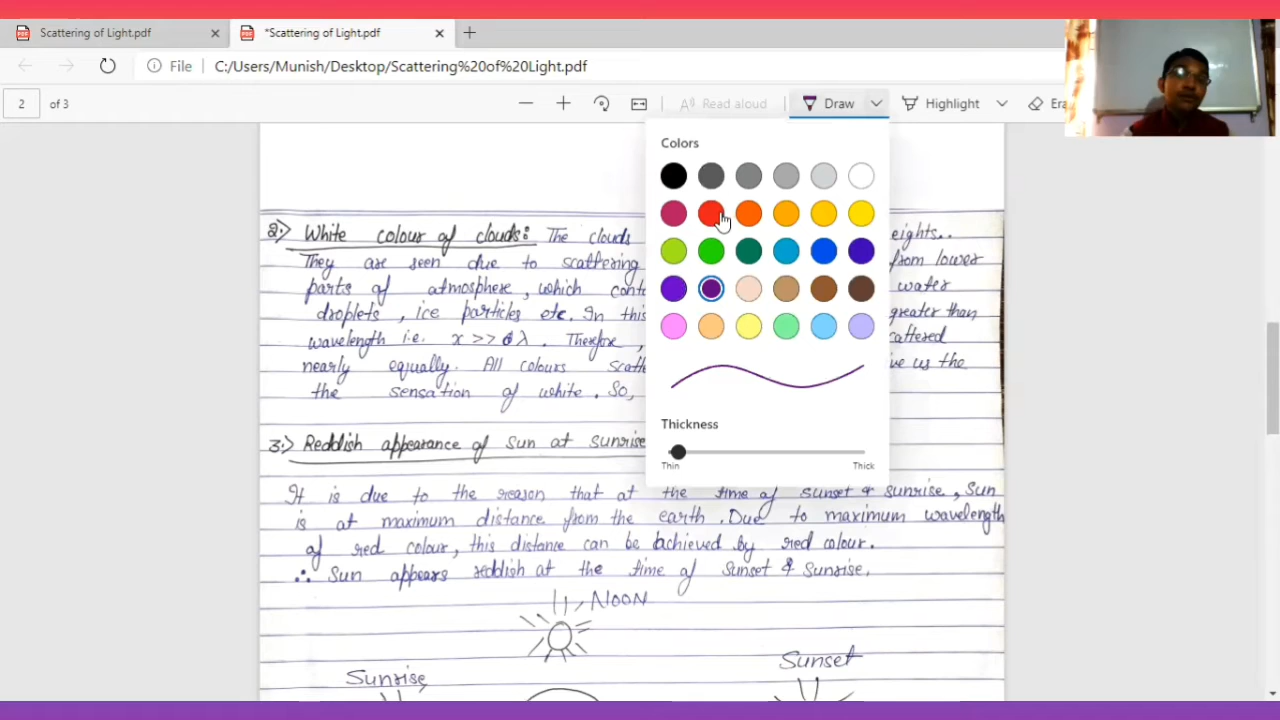 Scattering of Light.pdf
*Scattering of Light.pdf
File
C:/Users/Munish/Desktop/Scattering%20of%20Light.pdf
2 of 3
Read aloud
Draw
Highlight
Era
Colors
Thickness
Thin
Thick
2) White colour of clouds: The clouds eights..
They are seen due to scattering from lower
parts of atmosphere, which cont water
droplets, ice particles etc. In this greater than
wavelength i.e. x >> λ. Therefore, cattered
nearly equally. All colours scatt ve us the
the sensation of white. So,
3.) Reddish appearance of Sun at sunrise
It is due to the reason that at the time of sunset & sunrise, Sun
is at maximum distance from the earth. Due to maximum wavelength
of red colour, this distance can be achieved by red colour.
∴ Sun appears reddish at the time of Sunset & Sunrise.
NOON
Sunrise
Sunset